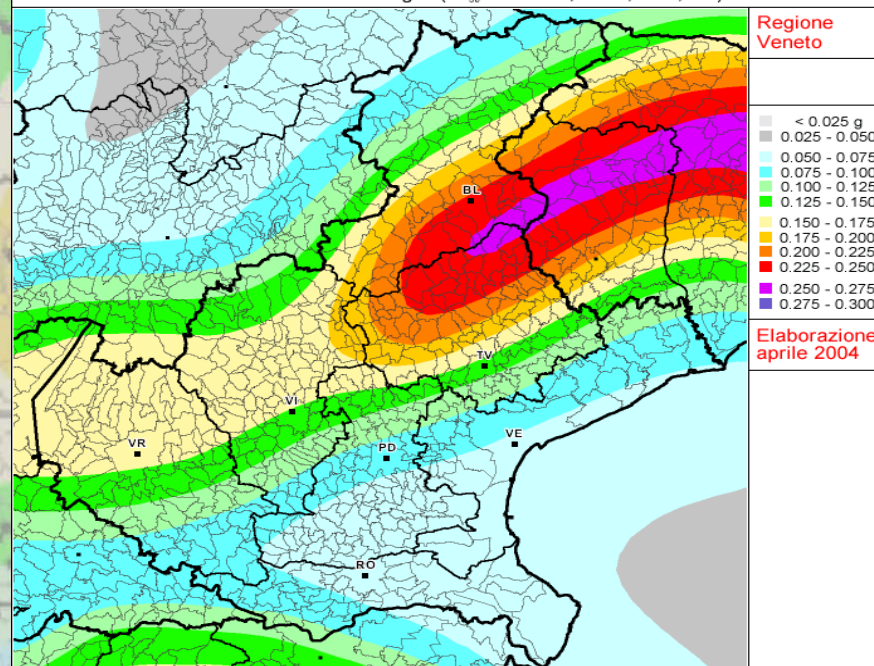 Regione
Veneto
< 0.025 g
0.025 - 0.050
0.050 - 0.075
0.075 - 0.100
0.100 - 0.125
0.125 - 0.150
0.150 - 0.175
0.175 - 0.200
0.200 - 0.225
0.225 - 0.250
0.250 - 0.275
0.275 - 0.300
Elaborazione
aprile 2004
BL
TV
VI
VR
PD
VE
RO